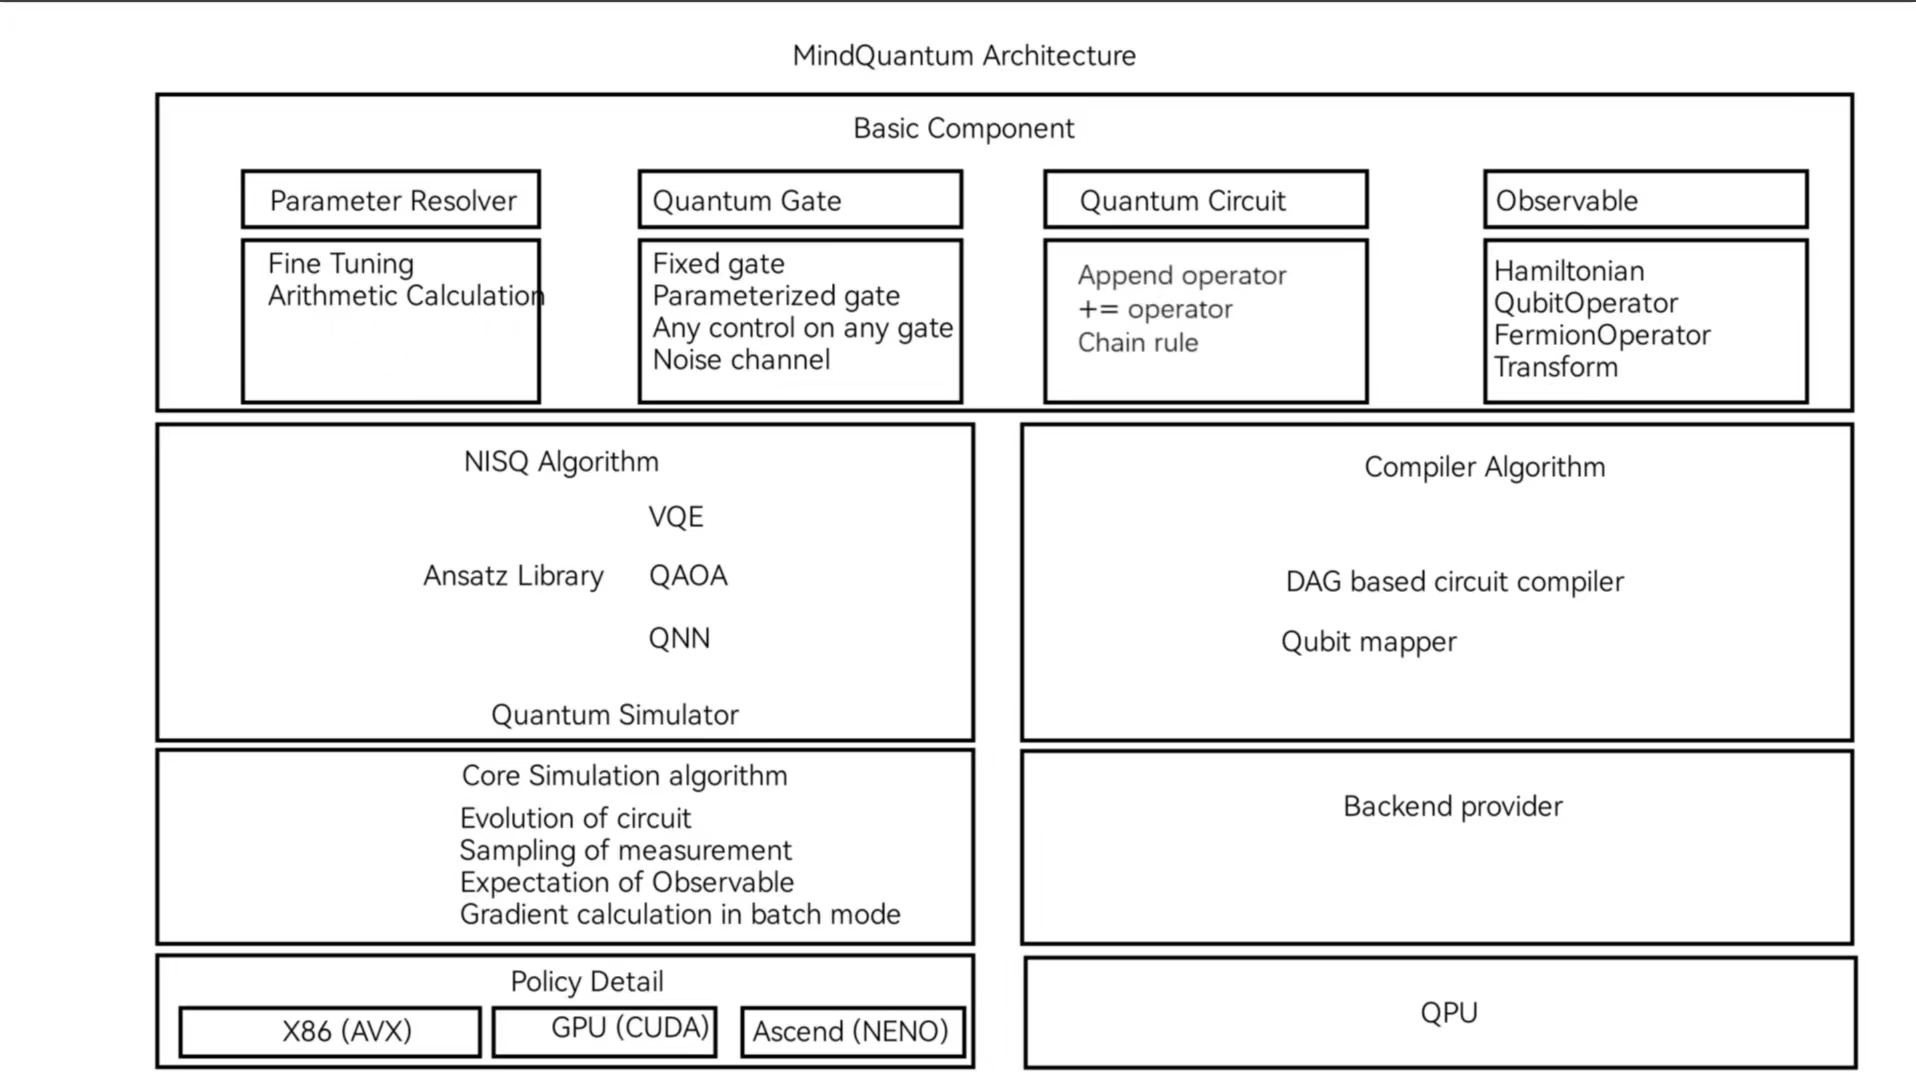 MindQuantum Architecture
Basic Component
Parameter Resolver
Fine Tuning
Arithmetic Calculation
Quantum Gate
Fixed gate
Parameterized gate
Any control on any gate
Noise channel
Quantum Circuit
Append operator
+= operator
Chain rule
Observable
Hamiltonian
QubitOperator
FermionOperator
Transform
NISQ Algorithm
VQE
Ansatz Library QAOA
QNN
Quantum Simulator
Compiler Algorithm
DAG based circuit compiler
Qubit mapper
Core Simulation algorithm
Evolution of circuit
Sampling of measurement
Expectation of Observable
Gradient calculation in batch mode
Backend provider
Policy Detail
X86 (AVX)
GPU (CUDA)
Ascend (NENO)
QPU